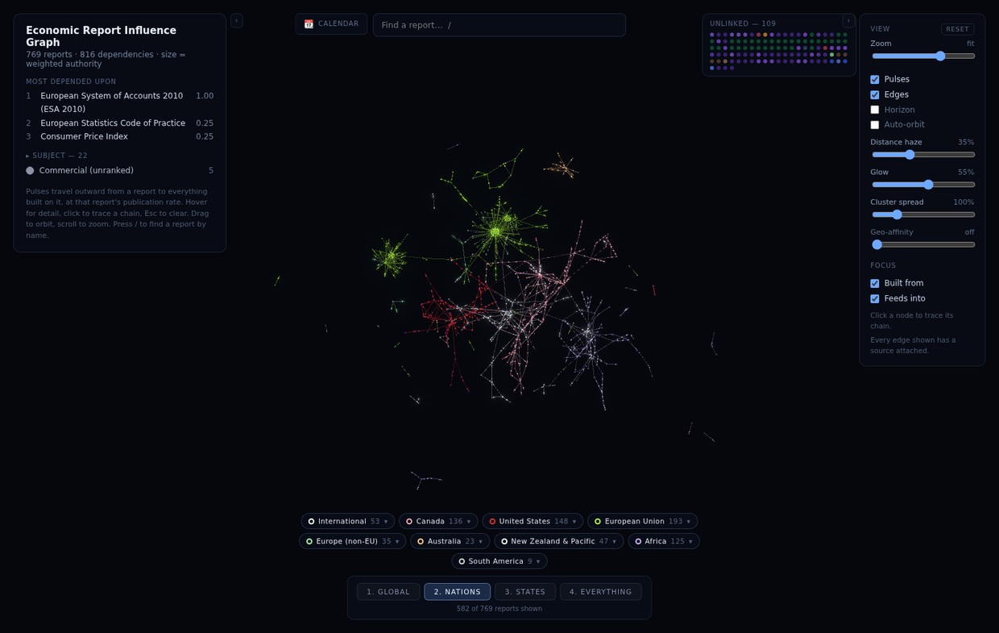 Economic Report Influence
Graph
769 reports · 816 dependencies · size =
weighted authority
MOST DEPENDED UPON
1 European System of Accounts 2010 1.00
(ESA 2010)
2 European Statistics Code of Practice 0.25
3 Consumer Price Index 0.25
▸ SUBJECT — 22
Commercial (unranked) 5
Pulses travel outward from a report to everything
built on it, at that report's publication rate. Hover
for detail, click to trace a chain, Esc to clear. Drag
to orbit, scroll to zoom. Press / to find a report by
name.
‹
CALENDAR
Find a report… /
UNLINKED — 109
›
VIEW RESET
Zoom fit
Pulses
Edges
Horizon
Auto-orbit
Distance haze 35%
Glow 55%
Cluster spread 100%
Geo-affinity off
FOCUS
Built from
Feeds into
Click a node to trace its
chain.
Every edge shown has a
source attached.
International 53 ▾ Canada 136 ▾ United States 148 ▾ European Union 193 ▾
Europe (non-EU) 35 ▾ Australia 23 ▾ New Zealand & Pacific 47 ▾ Africa 125 ▾
South America 9 ▾
1. GLOBAL 2. NATIONS 3. STATES 4. EVERYTHING
582 of 769 reports shown